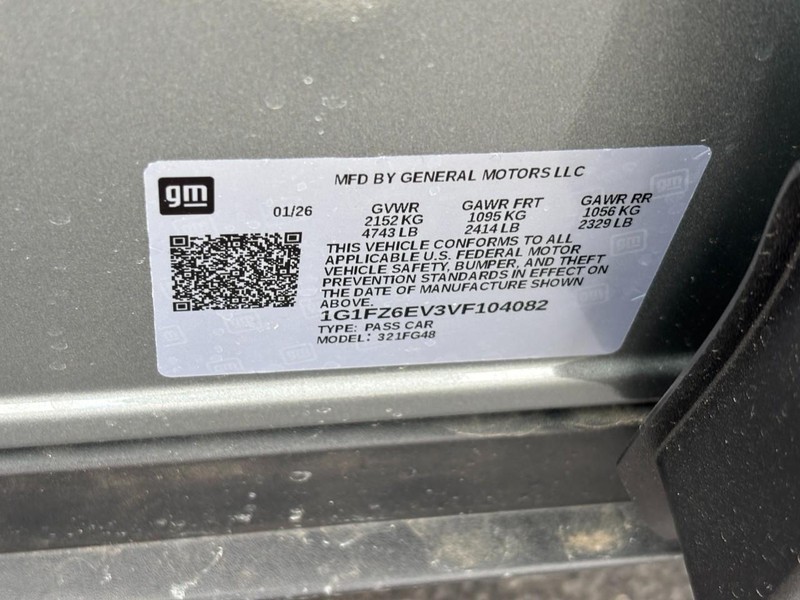 gm
MFD BY GENERAL MOTORS LLC
01/26
GVWR GAWR FRT GAWR RR
2152 KG 1095 KG 1056 KG
4743 LB 2414 LB 2329 LB
THIS VEHICLE CONFORMS TO ALL
APPLICABLE U.S. FEDERAL MOTOR
VEHICLE SAFETY, BUMPER, AND THEFT
PREVENTION STANDARDS IN EFFECT ON
THE DATE OF MANUFACTURE SHOWN
ABOVE.
1G1FZ6EV3VF104082
TYPE: PASS CAR
MODEL: 321FG48